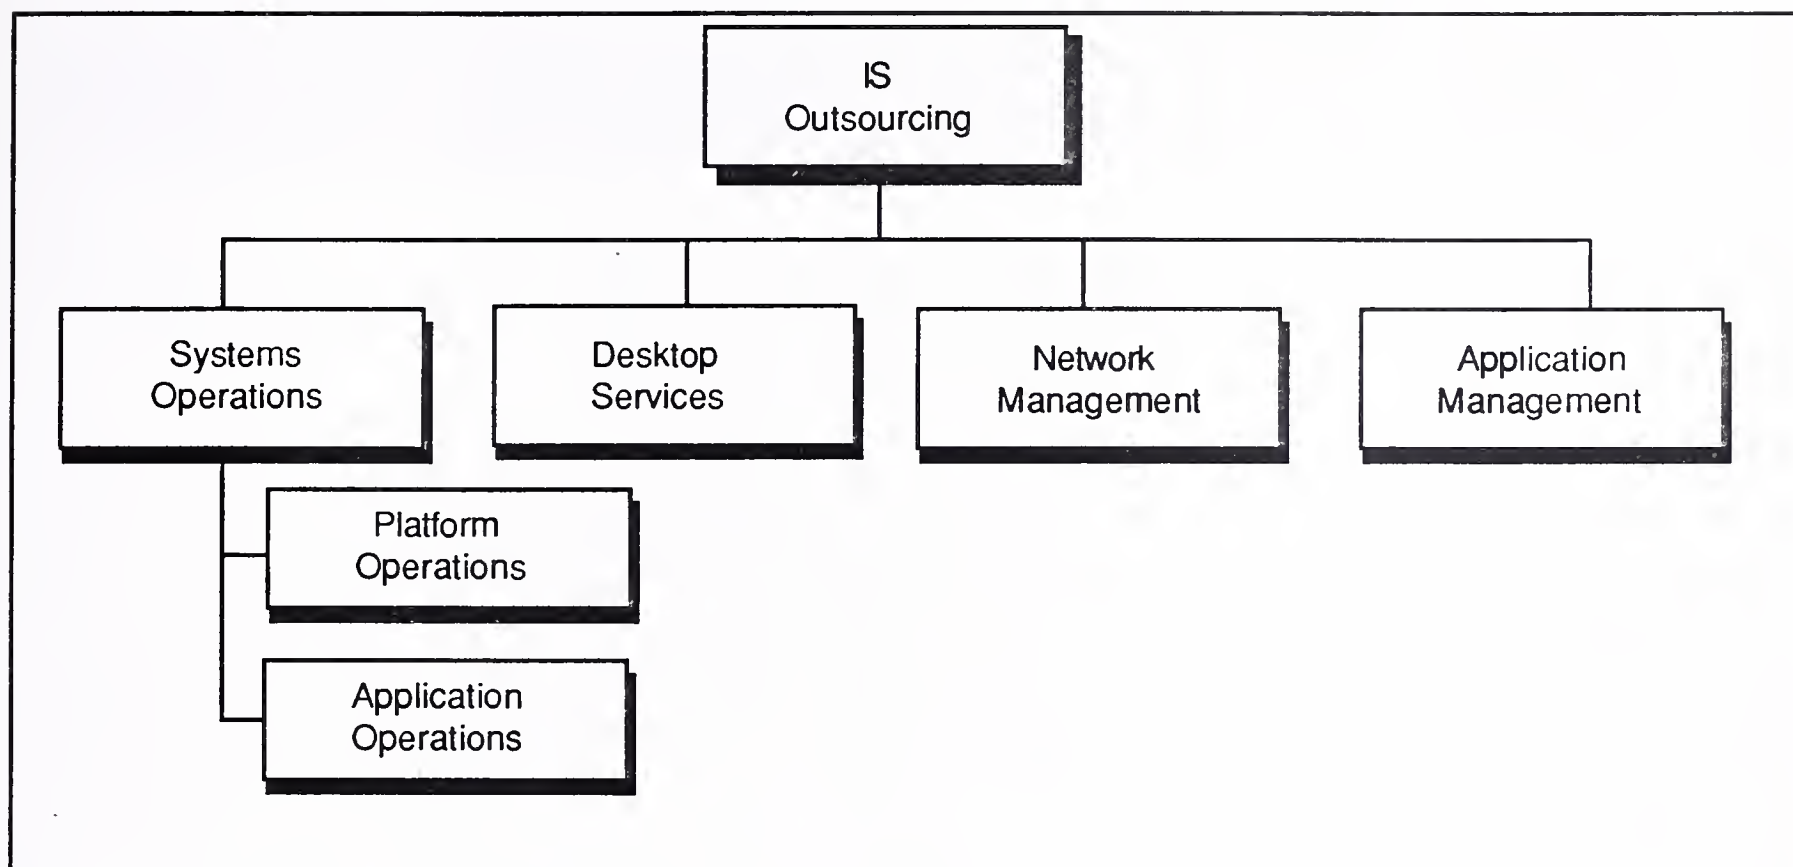 IS
Outsourcing
Systems
Operations
Desktop
Services
Network
Management
Application
Management
Platform
Operations
Application
Operations